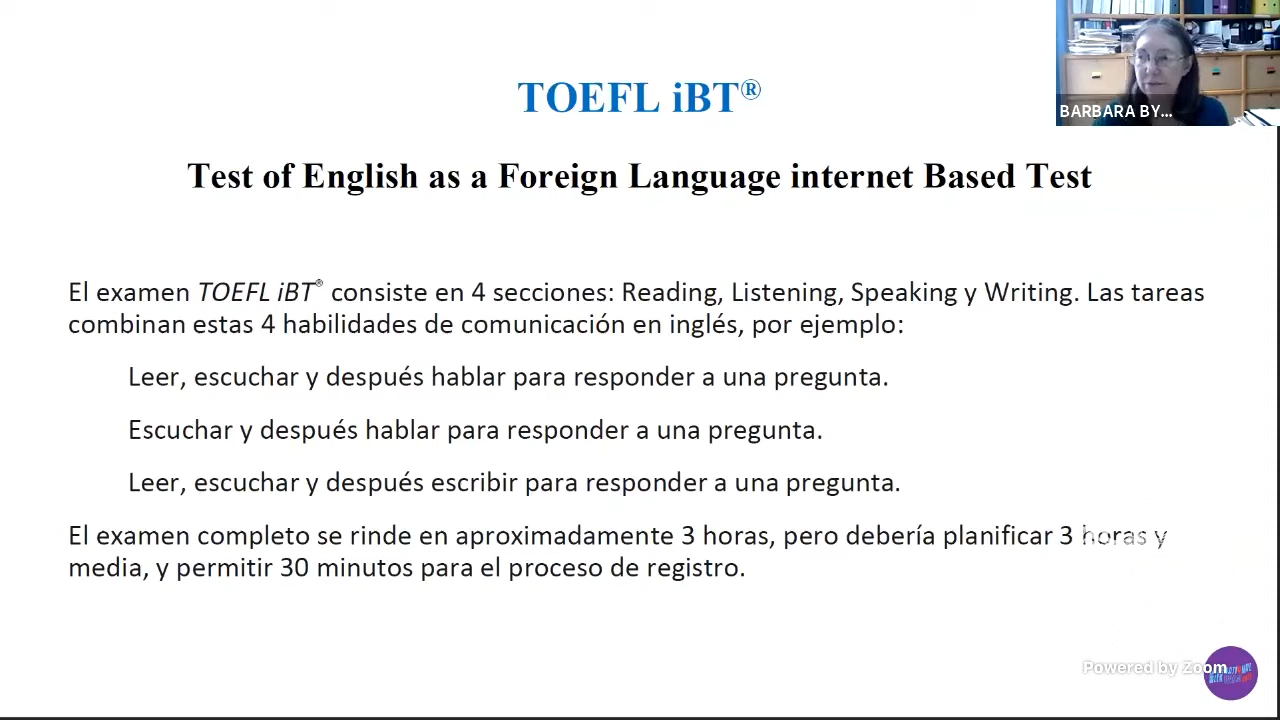 TOEFL iBT®
BARBARA BY...
Test of English as a Foreign Language internet Based Test
El examen TOEFL iBT® consiste en 4 secciones: Reading, Listening, Speaking y Writing. Las tareas
combinan estas 4 habilidades de comunicación en inglés, por ejemplo:
Leer, escuchar y después hablar para responder a una pregunta.
Escuchar y después hablar para responder a una pregunta.
Leer, escuchar y después escribir para responder a una pregunta.
El examen completo se rinde en aproximadamente 3 horas, pero debería planificar 3 horas y
media, y permitir 30 minutos para el proceso de registro.
Powered by Zoom